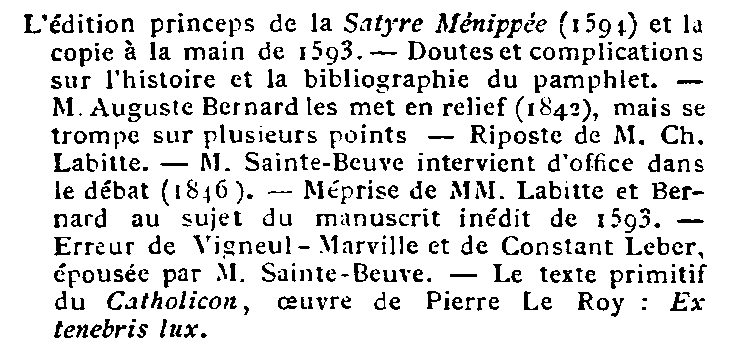 L'édition princeps de la Satyre Ménippée (1594) et la
copie à la main de 1593. — Doutes et complications
sur l'histoire et la bibliographie du pamphlet. —
M. Auguste Bernard les met en relief (1842), mais se
trompe sur plusieurs points — Riposte de M. Ch.
Labitte. — M. Sainte-Beuve intervient d'office dans
le débat (1846). — Méprise de MM. Labitte et Ber-
nard au sujet du manuscrit inédit de 1593. —
Erreur de Vigneul-Marville et de Constant Leber,
épousée par M. Sainte-Beuve. — Le texte primitif
du Catholicon, œuvre de Pierre Le Roy : Ex
tenebris lux.